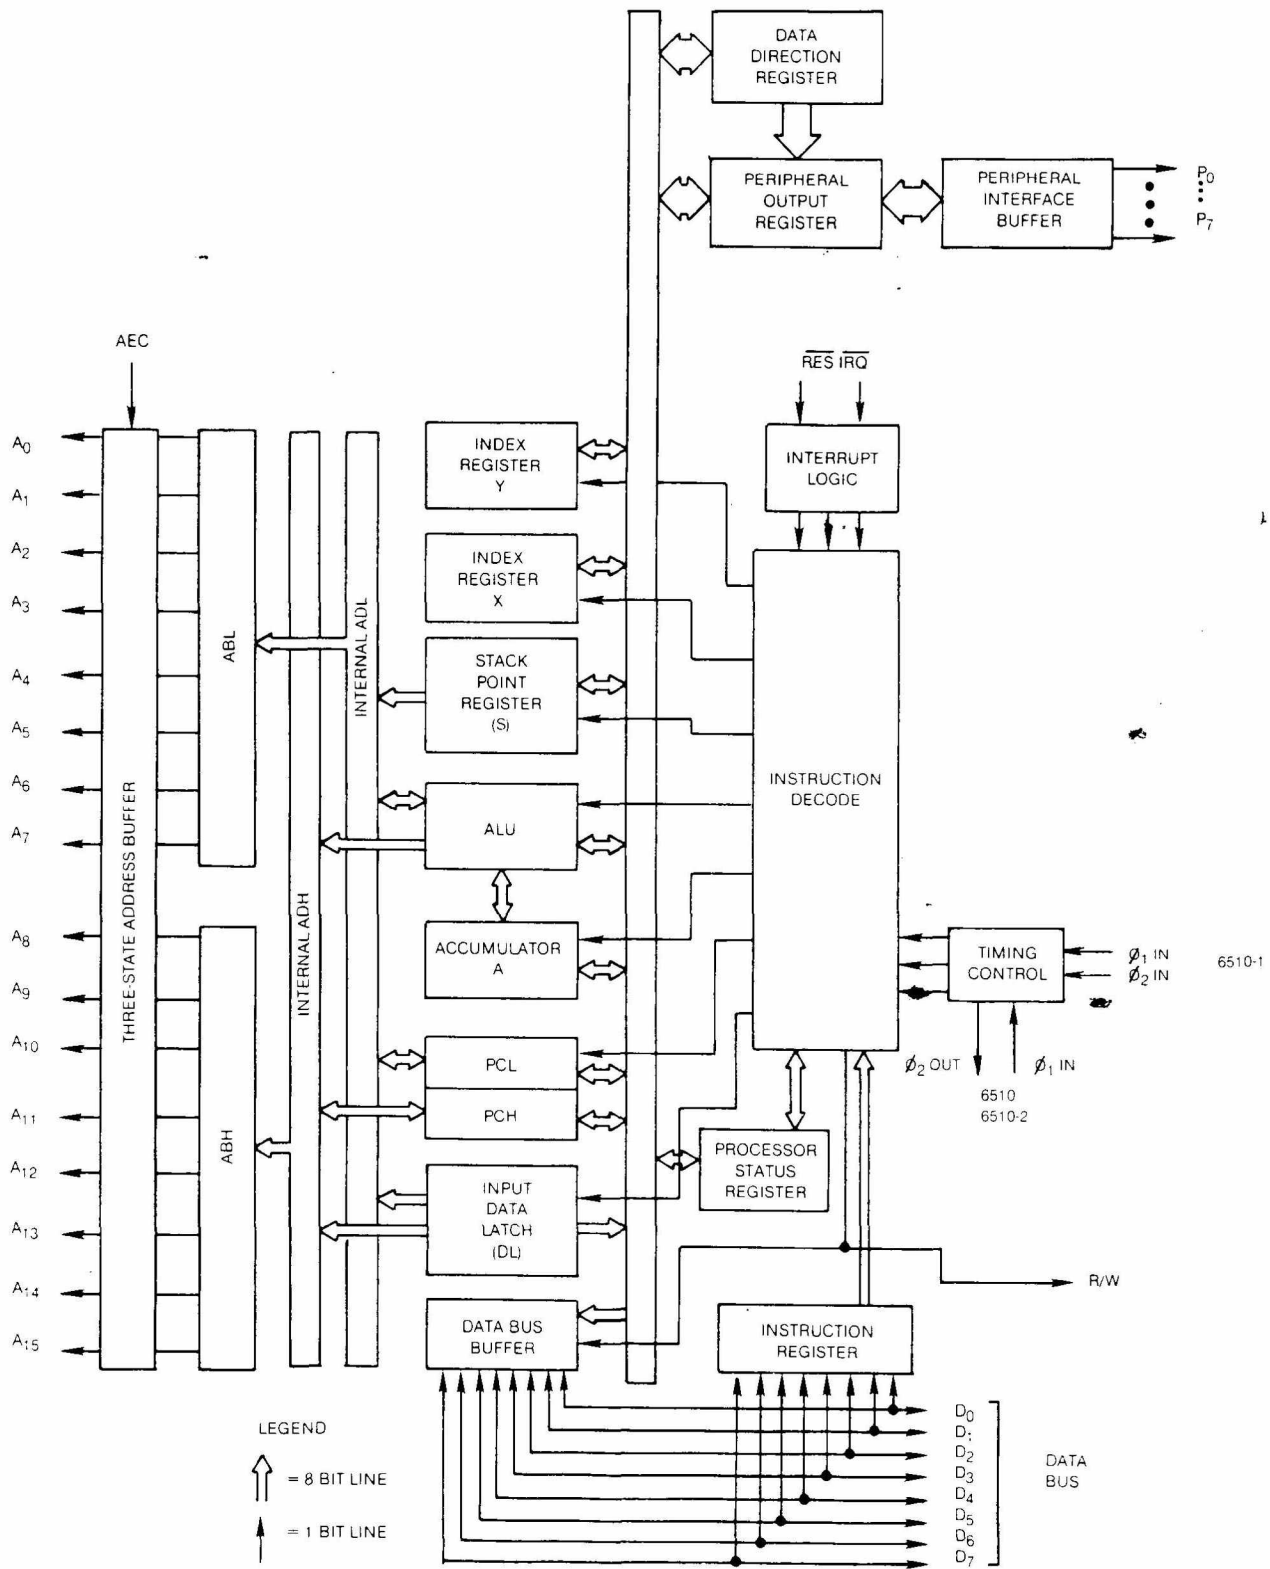 DATA
DIRECTION
REGISTER
PERIPHERAL
OUTPUT
REGISTER
PERIPHERAL
INTERFACE
BUFFER
P0
P7
AEC
RES IRQ
INTERRUPT
LOGIC
A0
A1
A2
A3
A4
A5
A6
A7
A8
A9
A10
A11
A12
A13
A14
A15
THREE-STATE ADDRESS BUFFER
ABL
ABH
INTERNAL ADH
INTERNAL ADL
INDEX
REGISTER
Y
INDEX
REGISTER
X
STACK
POINT
REGISTER
(S)
ALU
ACCUMULATOR
A
PCL
PCH
INPUT
DATA
LATCH
(DL)
DATA BUS
BUFFER
INSTRUCTION
DECODE
TIMING
CONTROL
ø1 IN
ø2 IN
6510-1
ø2 OUT
ø1 IN
6510
6510-2
PROCESSOR
STATUS
REGISTER
R/W
INSTRUCTION
REGISTER
D0
D1
D2
D3
D4
D5
D6
D7
DATA
BUS
LEGEND
= 8 BIT LINE
= 1 BIT LINE